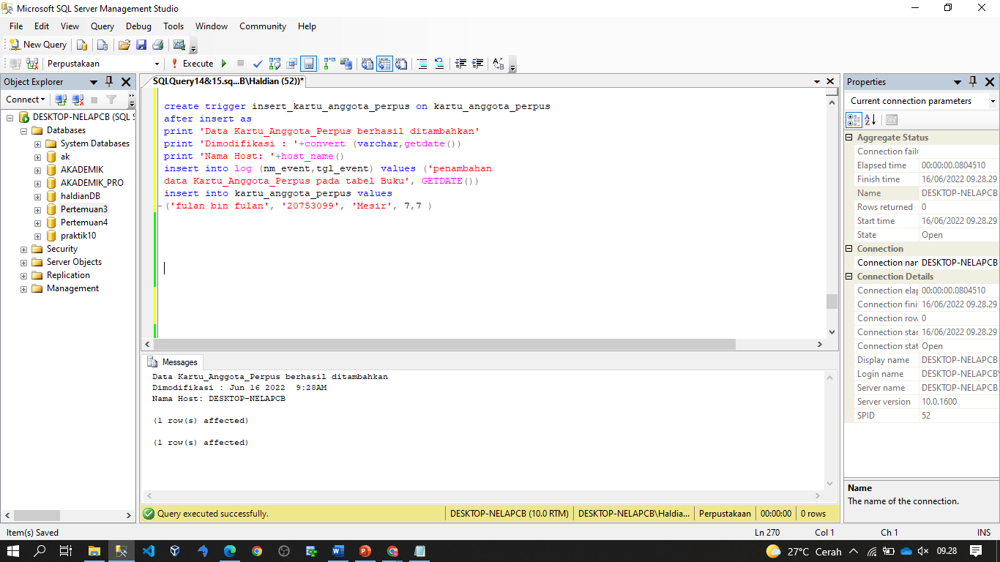 Microsoft SQL Server Management Studio
File Edit View Query Debug Tools Window Community Help
New Query
Perpustakaan
Execute
Object Explorer
Connect
DESKTOP-NELAPCB (SQL S
Databases
System Databases
ak
AKADEMIK
AKADEMIK_PRO
haldianDB
Pertemuan3
Pertemuan4
praktik10
Security
Server Objects
Replication
Management
SQLQuery14&15.sq...B\Haldian (52))*
create trigger insert_kartu_anggota_perpus on kartu_anggota_perpus
after insert as
print 'Data Kartu_Anggota_Perpus berhasil ditambahkan'
print 'Dimodifikasi : '+convert (varchar,getdate())
print 'Nama Host: '+host_name()
insert into log (nm_event,tgl_event) values ('penambahan
data Kartu_Anggota_Perpus pada tabel Buku', GETDATE())
insert into kartu_anggota_perpus values
('fulan bin fulan', '20753099', 'Mesir', 7,7 )
Messages
Data Kartu_Anggota_Perpus berhasil ditambahkan
Dimodifikasi : Jun 16 2022  9:28AM
Nama Host: DESKTOP-NELAPCB
(1 row(s) affected)
(1 row(s) affected)
Query executed successfully. DESKTOP-NELAPCB (10.0 RTM) DESKTOP-NELAPCB\Haldia... Perpustakaan 00:00:00 0 rows
Properties
Current connection parameters
Aggregate Status
Connection failu
Elapsed time 00:00:00.0804510
Finish time 16/06/2022 09.28.29
Name DESKTOP-NELAPCB
Rows returned 0
Start time 16/06/2022 09.28.29
State Open
Connection
Connection nar DESKTOP-NELAPCB
Connection Details
Connection elap 00:00:00.0804510
Connection fini 16/06/2022 09.28.29
Connection row 0
Connection star 16/06/2022 09.28.29
Connection stat Open
Display name DESKTOP-NELAPCB
Login name DESKTOP-NELAPCB\
Server name DESKTOP-NELAPCB
Server version 10.0.1600
SPID 52
Name
The name of the connection.
Item(s) Saved Ln 270 Col 1 Ch 1 INS
27°C Cerah 09.28